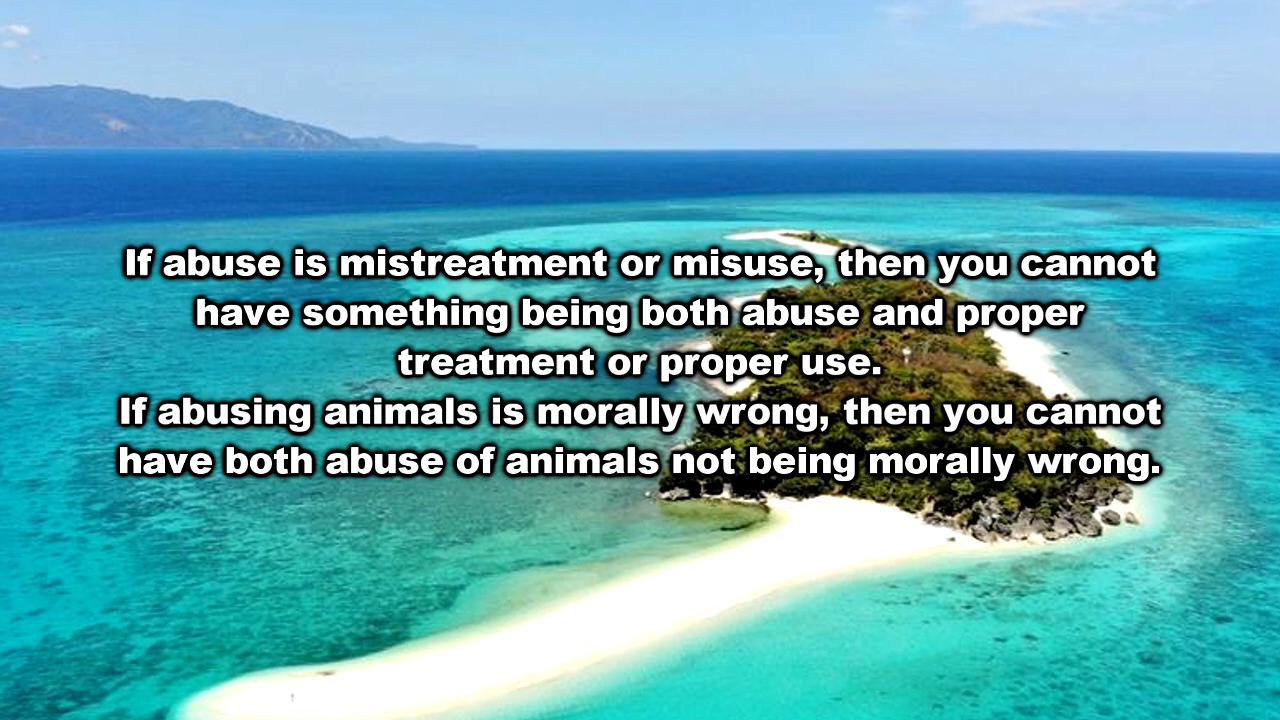 If abuse is mistreatment or misuse, then you cannot
have something being both abuse and proper
treatment or proper use.
If abusing animals is morally wrong, then you cannot
have both abuse of animals not being morally wrong.